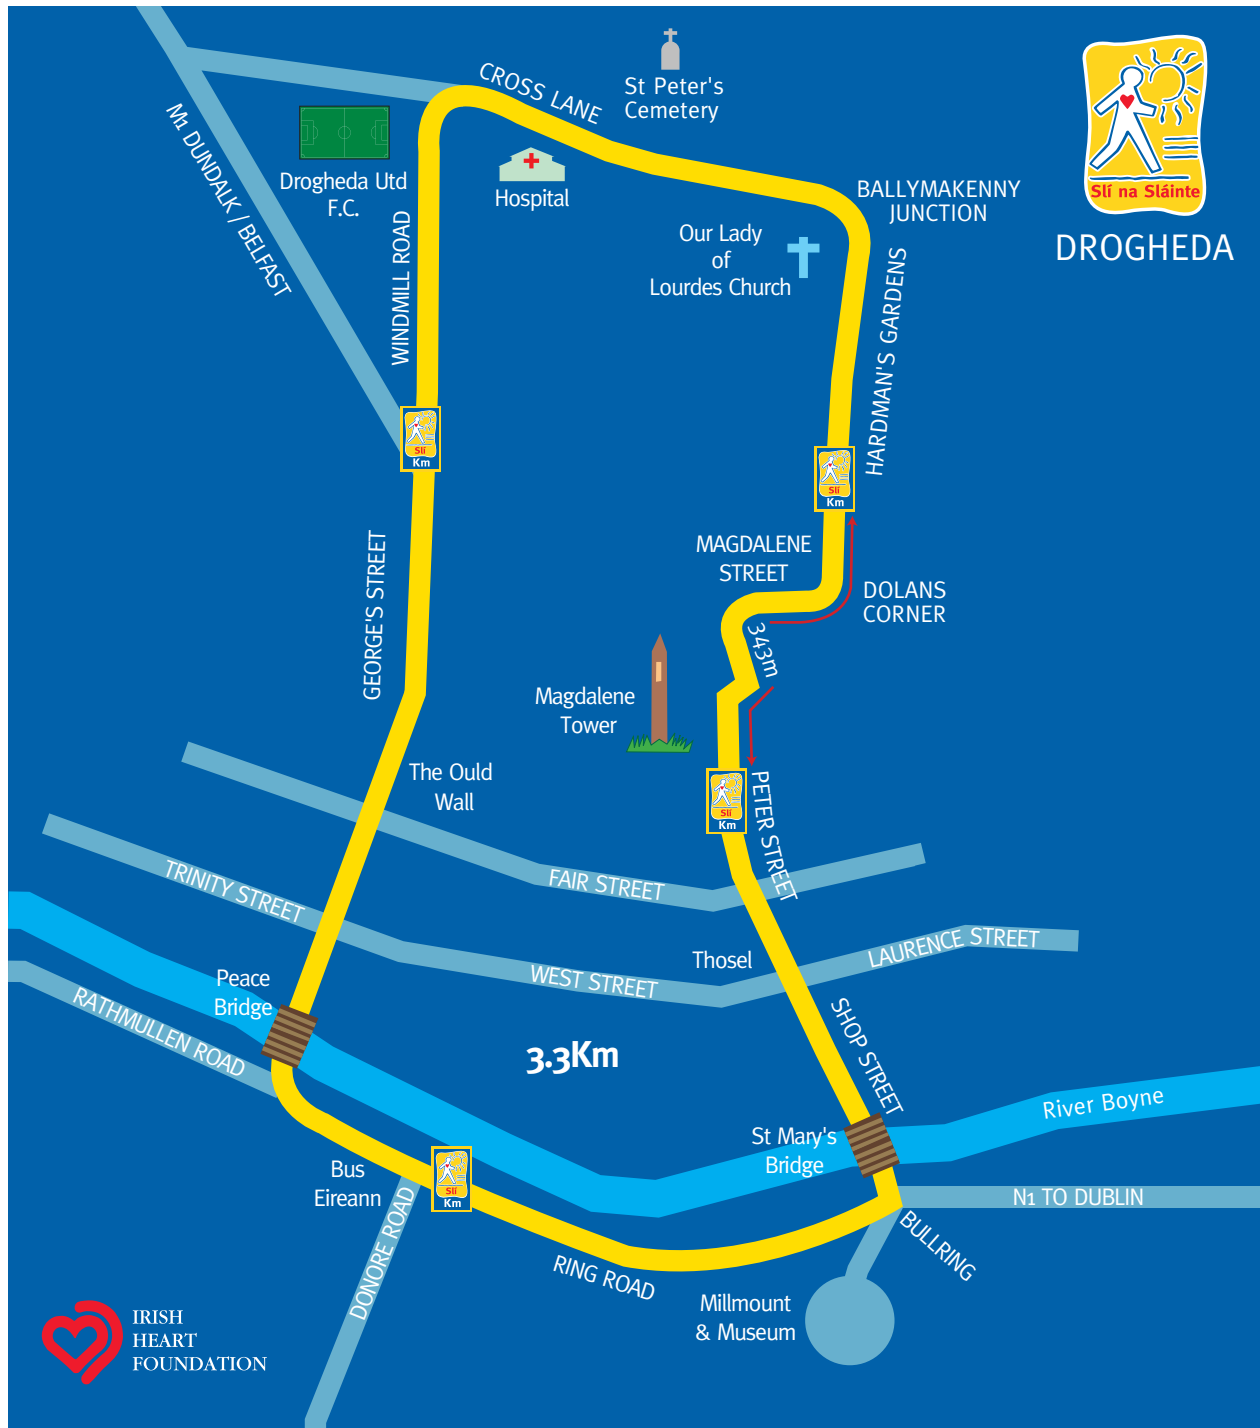 CROSS LANE
St Peter's
Cemetery
Slí na Sláinte
DROGHEDA
M1 DUNDALK / BELFAST
Drogheda Utd
F.C.
Hospital
WINDMILL ROAD
BALLYMAKENNY
JUNCTION
Our Lady
of
Lourdes Church
HARDMAN'S GARDENS
Slí
Km
Slí
Km
GEORGE'S STREET
MAGDALENE
STREET
DOLANS
CORNER
343m
Magdalene
Tower
The Ould
Wall
Slí
Km
PETER STREET
TRINITY STREET
FAIR STREET
WEST STREET
Thosel
LAURENCE STREET
Peace
Bridge
RATHMULLEN ROAD
3.3Km
SHOP STREET
River Boyne
St Mary's
Bridge
Bus
Eireann
Slí
Km
N1 TO DUBLIN
BULLRING
DONORE ROAD
RING ROAD
Millmount
& Museum
IRISH
HEART
FOUNDATION